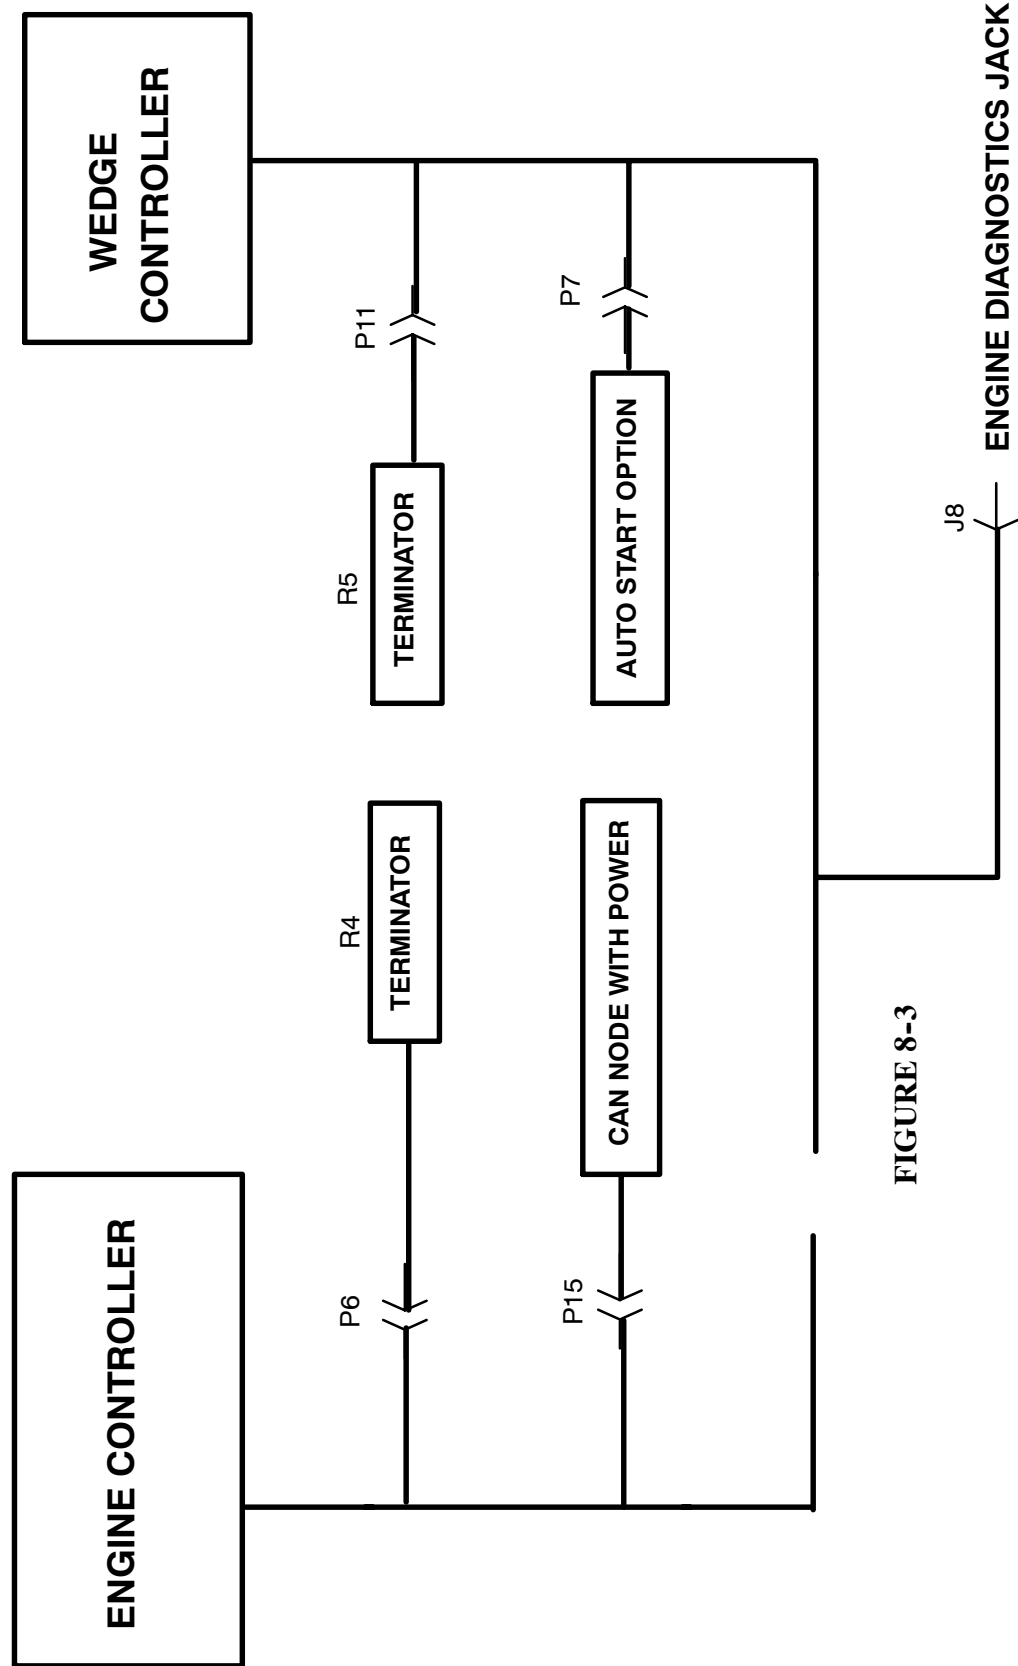 ENGINE CONTROLLER
WEDGE
CONTROLLER
P6
R4
TERMINATOR
R5
TERMINATOR
P11
P15
CAN NODE WITH POWER
AUTO START OPTION
P7
J8
ENGINE DIAGNOSTICS JACK
FIGURE 8-3